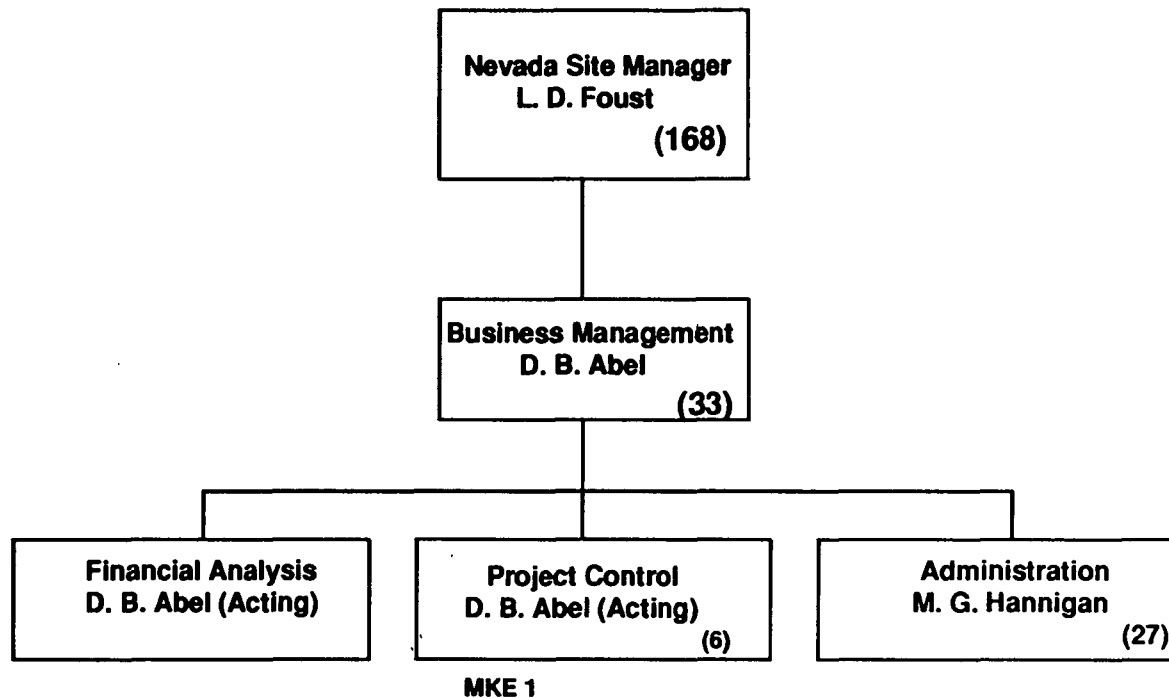 Nevada Site Manager
L. D. Foust
(168)
Business Management
D. B. Abel
(33)
Financial Analysis
D. B. Abel (Acting)
Project Control
D. B. Abel (Acting)
(6)
Administration
M. G. Hannigan
(27)
MKE 1